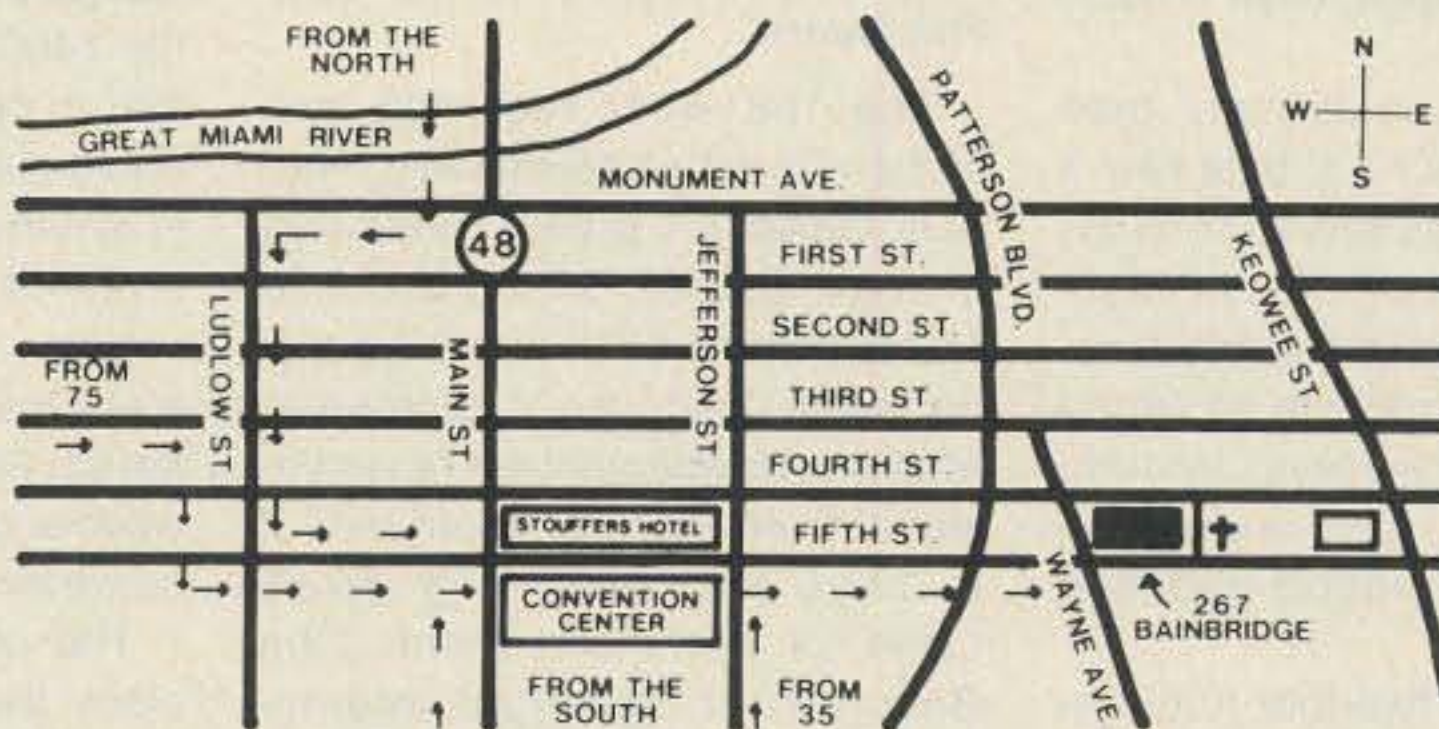 FROM THE
NORTH
N
W E
S
GREAT MIAMI RIVER
PATTERSON BLVD.
MONUMENT AVE.
48
JEFFERSON ST
FIRST ST.
KEOWEE ST.
LUDLOW ST
MAIN ST
SECOND ST.
FROM
75
THIRD ST.
FOURTH ST.
STOUFFERS HOTEL
FIFTH ST.
WAYNE AVE
CONVENTION
CENTER
267
BAINBRIDGE
FROM THE
SOUTH
FROM
35